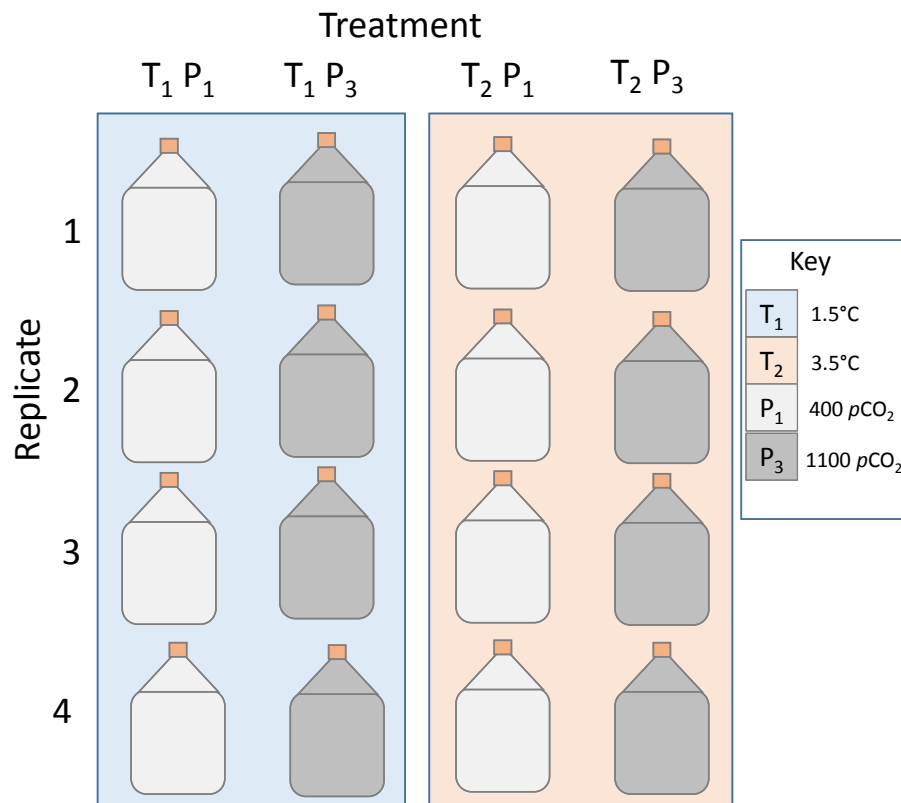 Treatment
T₁ P₁ T₁ P₃ T₂ P₁ T₂ P₃
Replicate
1
2
3
4
Key
T₁ 1.5°C
T₂ 3.5°C
P₁ 400 pCO₂
P₃ 1100 pCO₂